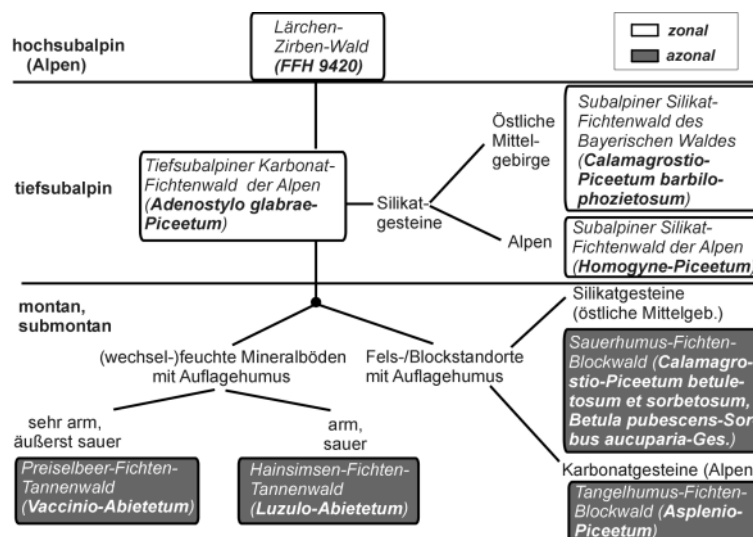 hochsubalpin
(Alpen)
Lärchen-
Zirben-Wald
(FFH 9420)
zonal
azonal
tiefsubalpin
Tiefsubalpiner Karbonat-
Fichtenwald der Alpen
(Adenostylo glabrae-
Piceetum)
Silikat-
gesteine
Östliche
Mittel-
gebirge
Alpen
Subalpiner Silikat-
Fichtenwald des
Bayerischen Waldes
(Calamagrostio-
Piceetum barbilo-
phozietosum)
Subalpiner Silikat-
Fichtenwald der Alpen
(Homogyne-Piceetum)
montan,
submontan
(wechsel-)feuchte Mineralböden
mit Auflagehumus
Fels-/Blockstandorte
mit Auflagehumus
Silikatgesteine
(östliche Mittelgeb.)
Sauerhumus-Fichten-
Blockwald (Calamagro-
stio-Piceetum betule-
tosum et sorbetosum,
Betula pubescens-Sor-
bus aucuparia-Ges.)
sehr arm,
äußerst sauer
arm,
sauer
Preiselbeer-Fichten-
Tannenwald
(Vaccinio-Abietetum)
Hainsimsen-Fichten-
Tannenwald
(Luzulo-Abietetum)
Karbonatgesteine (Alpen
Tangelhumus-Fichten-
Blockwald (Asplenio-
Piceetum)